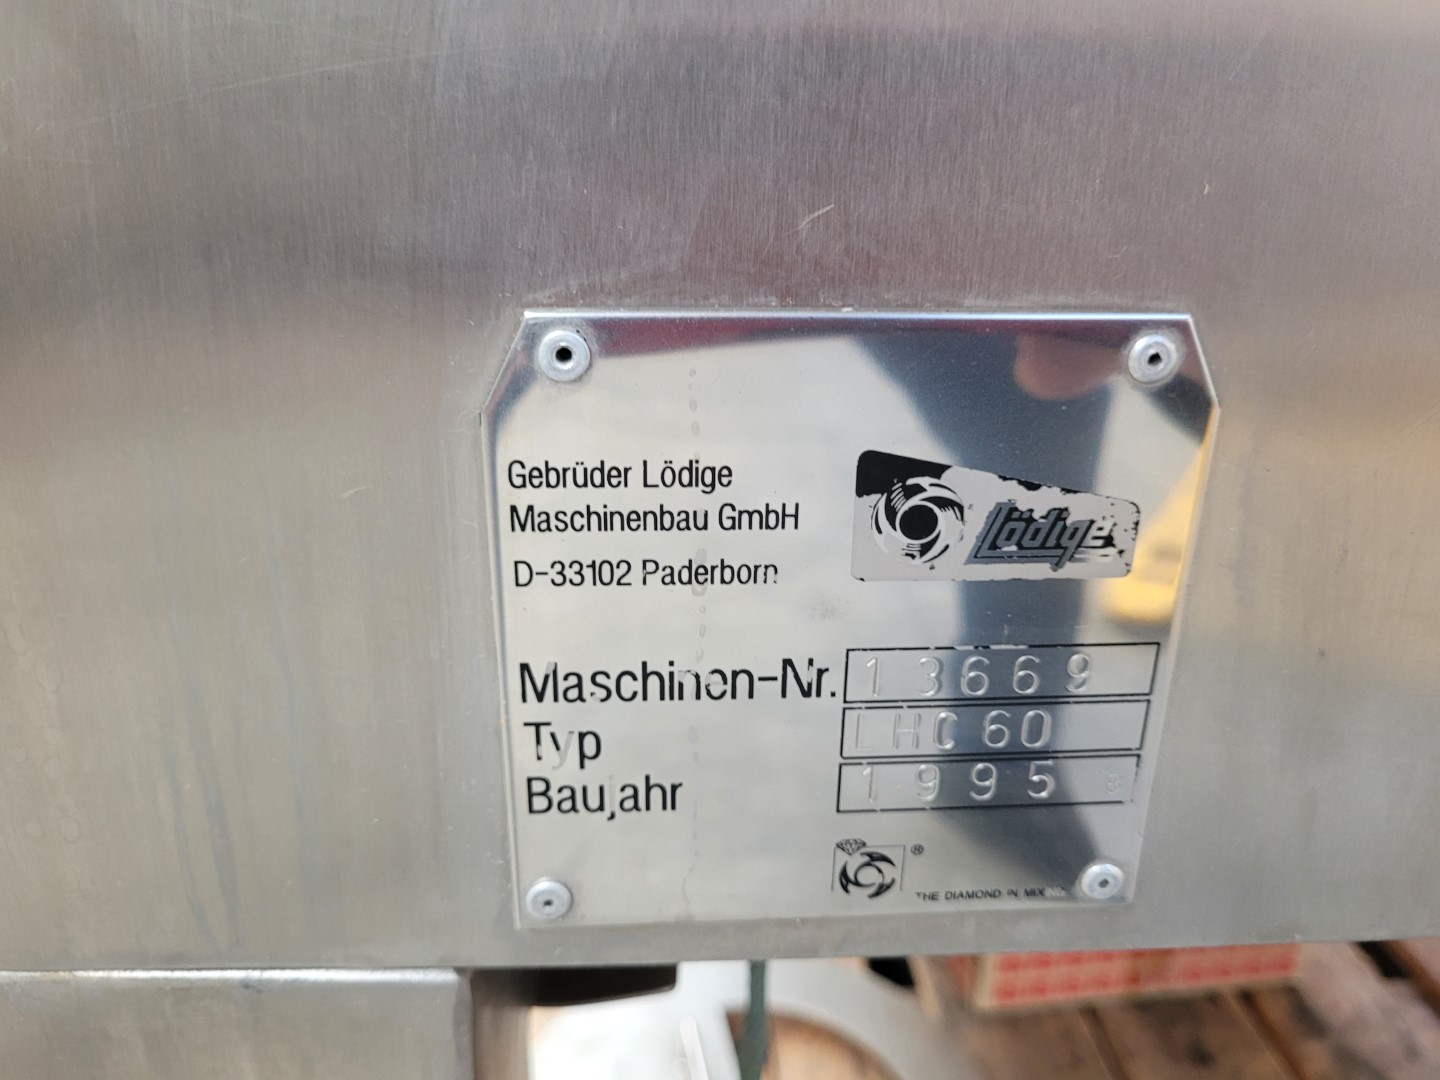 Gebrüder Lödige
Maschinenbau GmbH
D-33102 Paderborn
Lödige
Maschinen-Nr. 13669
Typ LHC 60
Baujahr 1995
®
THE DIAMOND IN MIXING